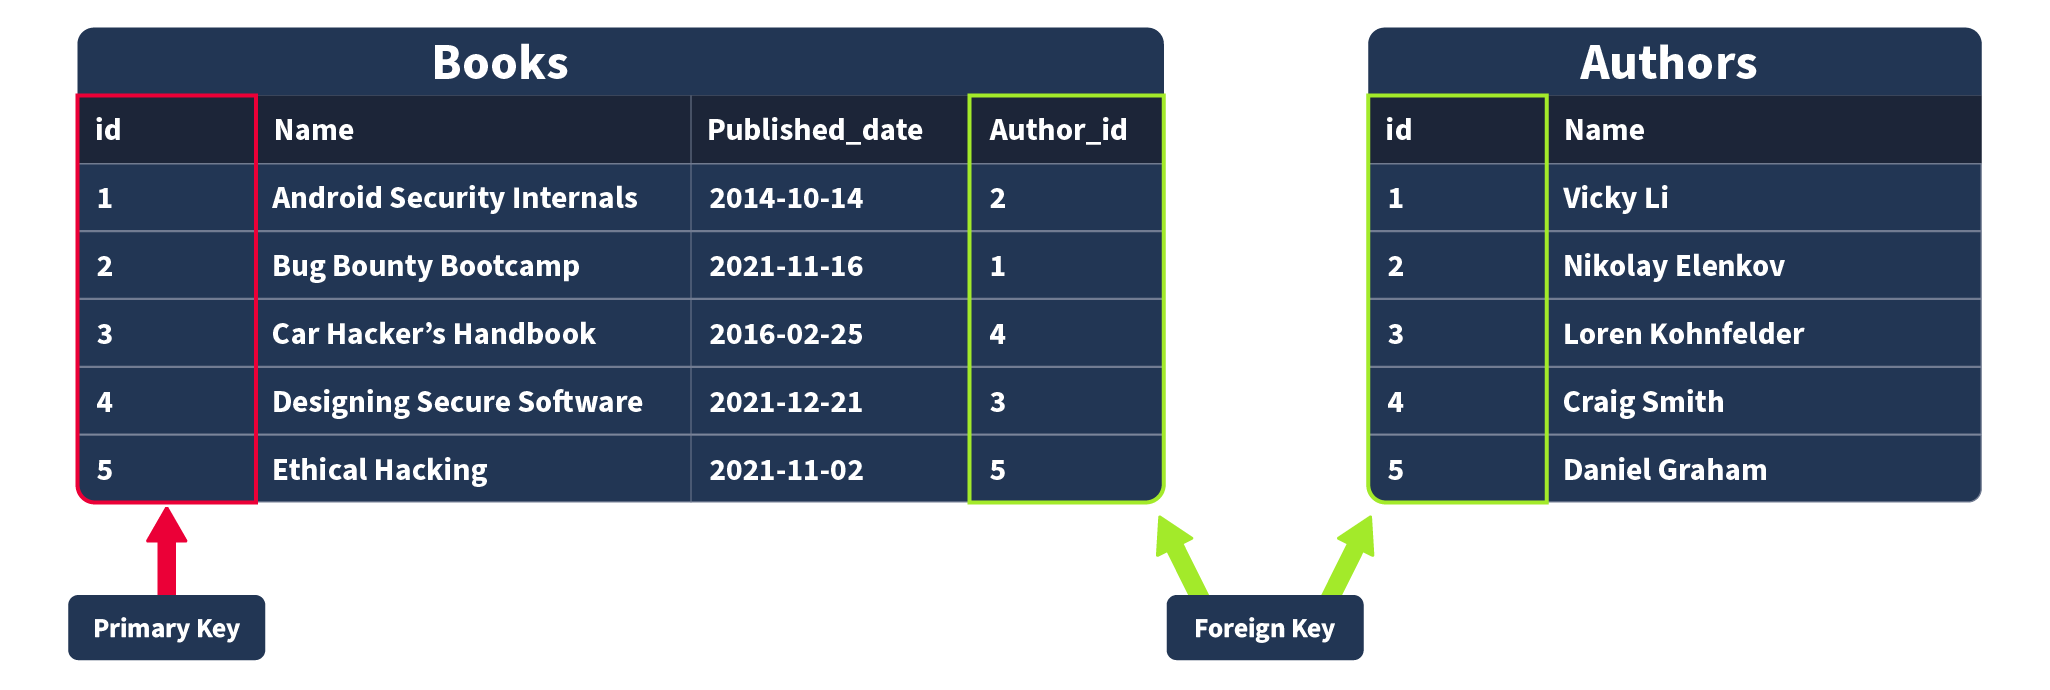 Books
id Name Published_date Author_id
1 Android Security Internals 2014-10-14 2
2 Bug Bounty Bootcamp 2021-11-16 1
3 Car Hacker’s Handbook 2016-02-25 4
4 Designing Secure Software 2021-12-21 3
5 Ethical Hacking 2021-11-02 5
Authors
id Name
1 Vicky Li
2 Nikolay Elenkov
3 Loren Kohnfelder
4 Craig Smith
5 Daniel Graham
Primary Key
Foreign Key